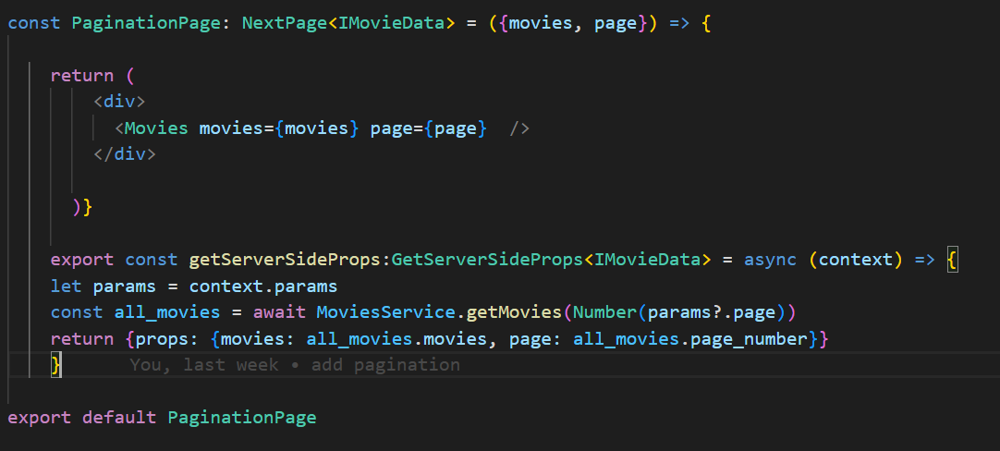 const PaginationPage: NextPage<IMovieData> = ({movies, page}) => {
return (
<div>
<Movies movies={movies} page={page}  />
</div>
)}
export const getServerSideProps:GetServerSideProps<IMovieData> = async (context) => {
let params = context.params
const all_movies = await MoviesService.getMovies(Number(params?.page))
return {props: {movies: all_movies.movies, page: all_movies.page_number}}
} You, last week • add pagination
export default PaginationPage